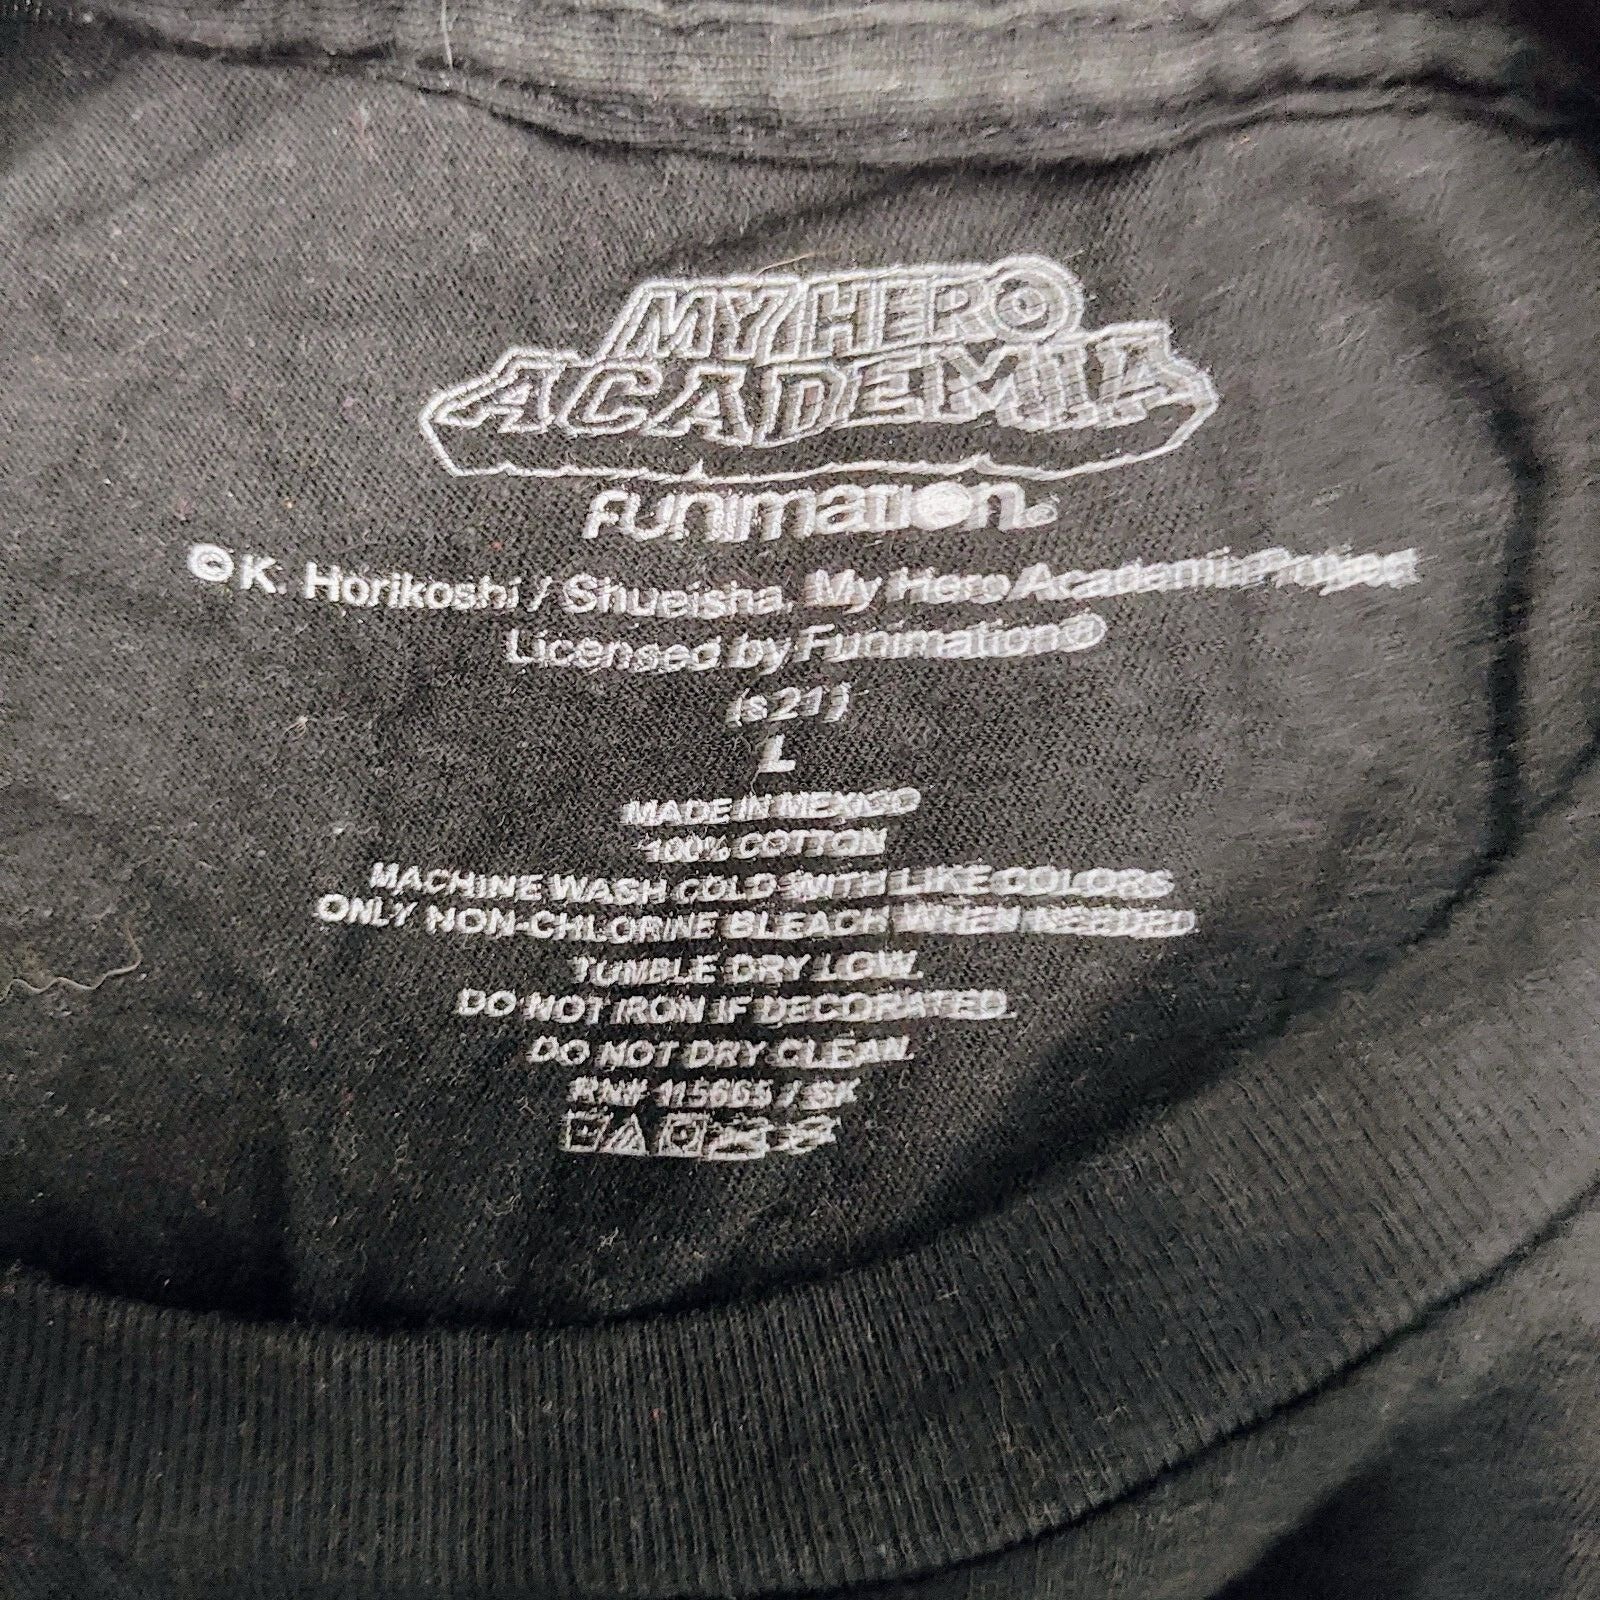 MY HERO
ACADEMIA
FUNIMATION®
© K. Horikoshi / Shueisha, My Hero Academia Project
Licensed by Funimation®
(s21)
L
MADE IN MEXICO
100% COTTON
MACHINE WASH COLD WITH LIKE COLORS
ONLY NON-CHLORINE BLEACH WHEN NEEDED.
TUMBLE DRY LOW.
DO NOT IRON IF DECORATED.
DO NOT DRY CLEAN.
RN# 115665 / SK